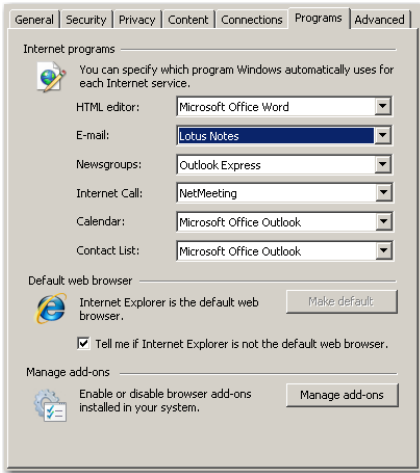 General Security Privacy Content Connections Programs Advanced
Internet programs
You can specify which program Windows automatically uses for
each Internet service.
HTML editor: Microsoft Office Word
E-mail: Lotus Notes
Newsgroups: Outlook Express
Internet Call: NetMeeting
Calendar: Microsoft Office Outlook
Contact List: Microsoft Office Outlook
Default web browser
Internet Explorer is the default web
browser.
Make default
Tell me if Internet Explorer is not the default web browser.
Manage add-ons
Enable or disable browser add-ons
installed in your system.
Manage add-ons